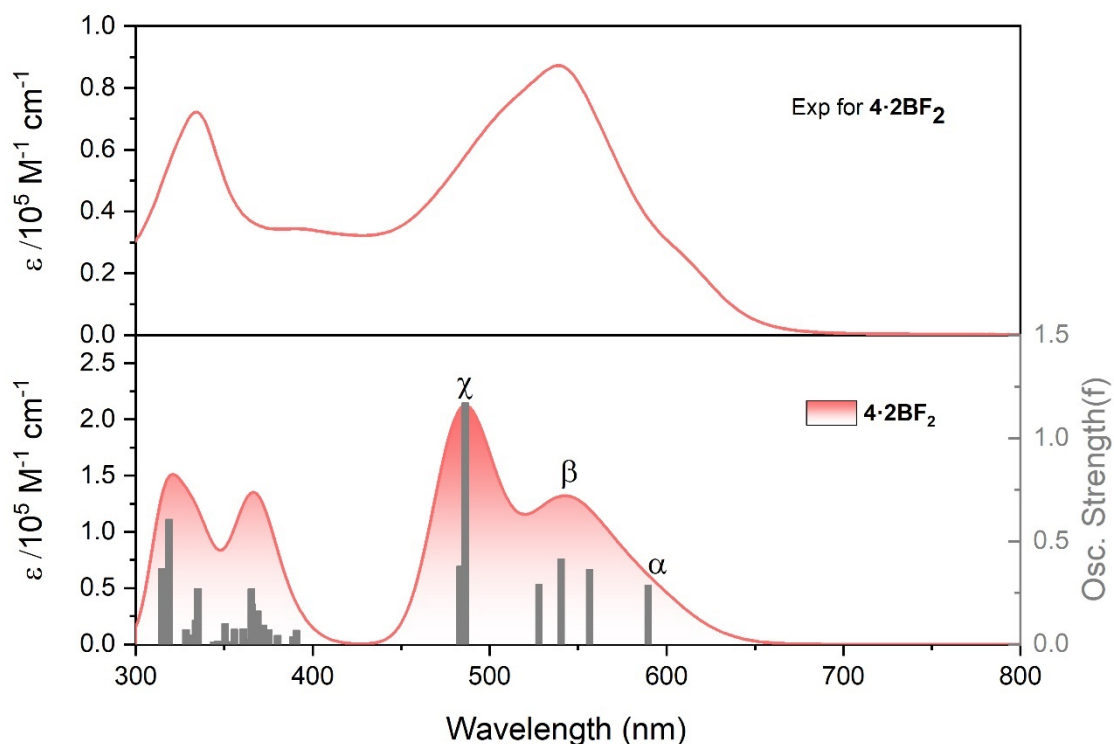 1.0
0.8
0.6
0.4
0.2
0.0
ε /10⁵ M⁻¹ cm⁻¹
Exp for 4·2BF₂
2.5
2.0
1.5
1.0
0.5
0.0
ε /10⁵ M⁻¹ cm⁻¹
χ
β
α
4·2BF₂
1.5
1.0
0.5
0.0
Osc. Strength(f)
300 400 500 600 700 800
Wavelength (nm)